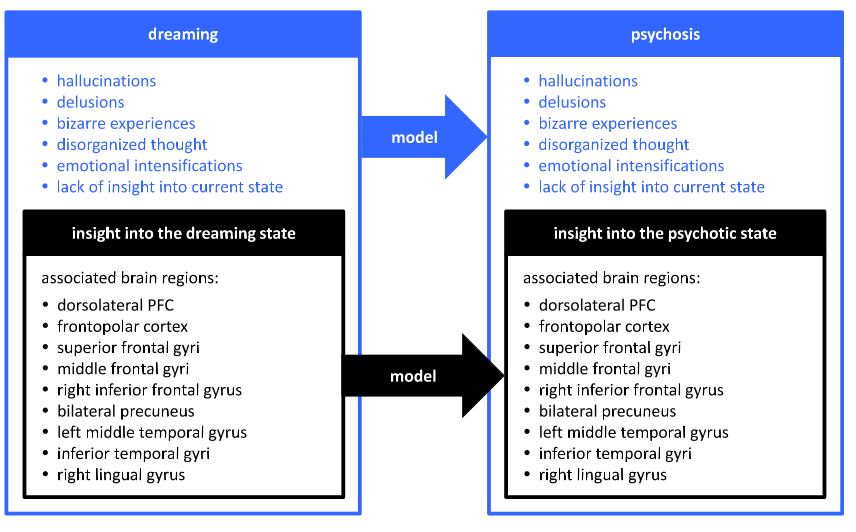 dreaming
• hallucinations
• delusions
• bizarre experiences
• disorganized thought
• emotional intensifications
• lack of insight into current state
insight into the dreaming state
associated brain regions:
• dorsolateral PFC
• frontopolar cortex
• superior frontal gyri
• middle frontal gyri
• right inferior frontal gyrus
• bilateral precuneus
• left middle temporal gyrus
• inferior temporal gyri
• right lingual gyrus
model
model
psychosis
• hallucinations
• delusions
• bizarre experiences
• disorganized thought
• emotional intensifications
• lack of insight into current state
insight into the psychotic state
associated brain regions:
• dorsolateral PFC
• frontopolar cortex
• superior frontal gyri
• middle frontal gyri
• right inferior frontal gyrus
• bilateral precuneus
• left middle temporal gyrus
• inferior temporal gyri
• right lingual gyrus